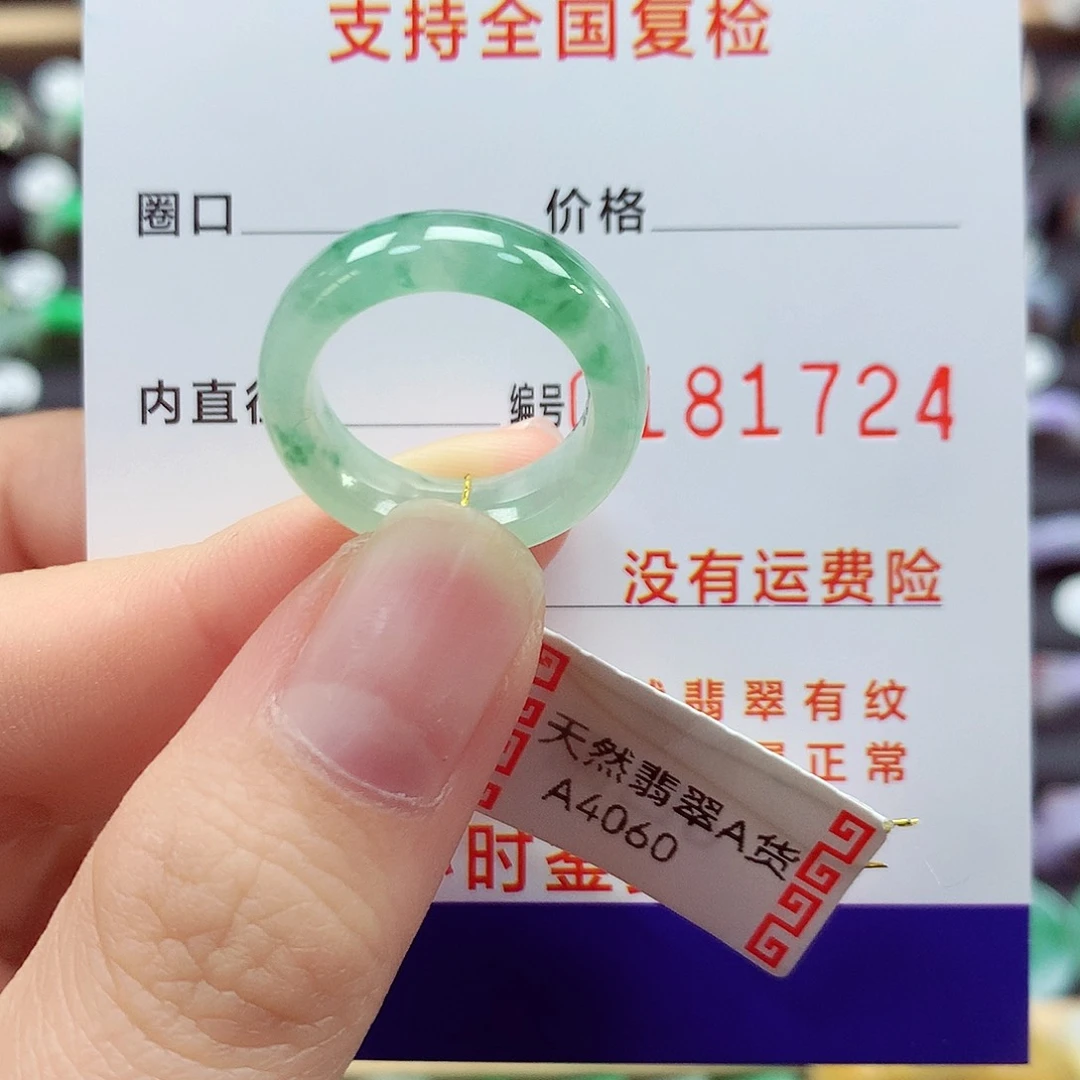 支持全国复检
圈口 价格
内直径 编号 181724
没有运费险
翡翠有纹
正常
时
天然翡翠A货
A4060